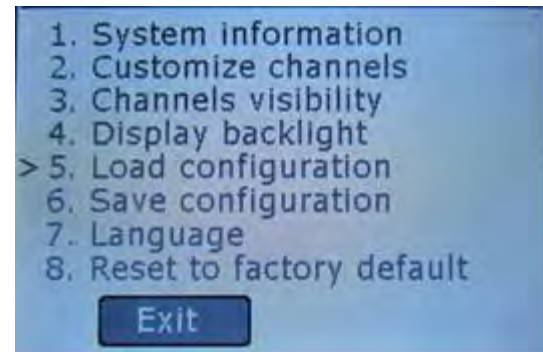 1. System information
2. Customize channels
3. Channels visibility
4. Display backlight
> 5. Load configuration
6. Save configuration
7. Language
8. Reset to factory default
Exit